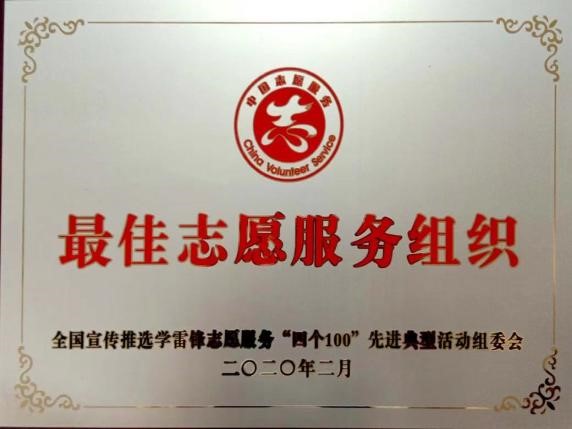 中国志愿服务
China Volunteer Service
最佳志愿服务组织
全国宣传推选学雷锋志愿服务“四个100”先进典型活动组委会
二〇二〇年二月